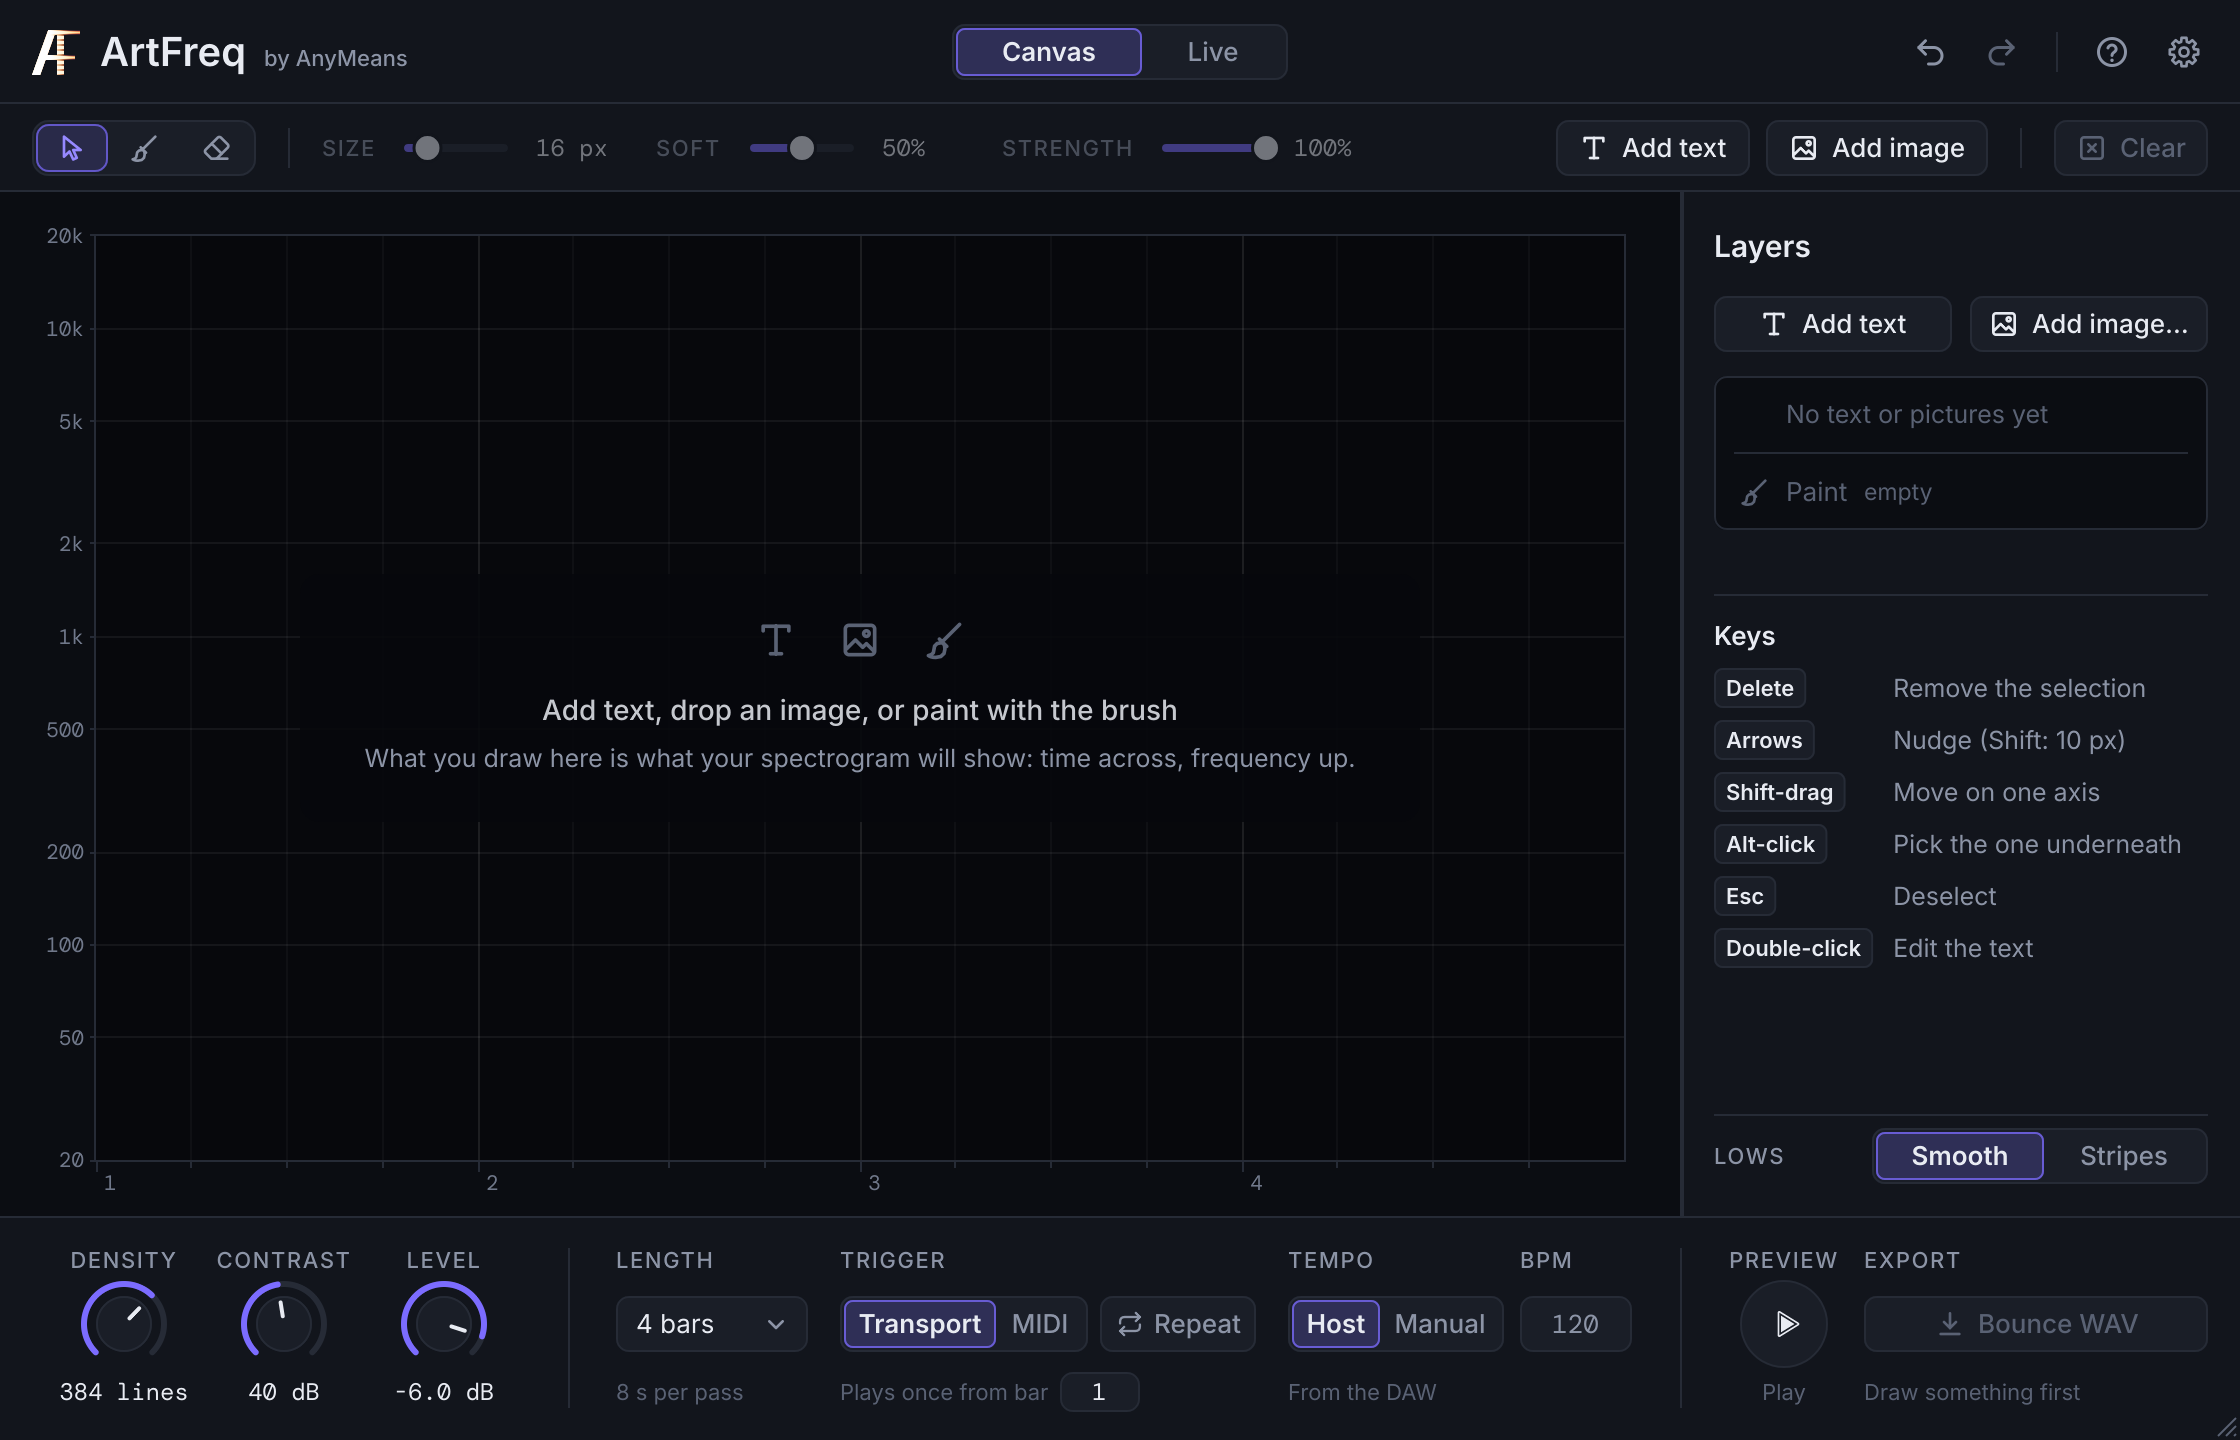 ArtFreq by AnyMeans
Canvas Live
SIZE 16 px SOFT 50% STRENGTH 100%
Add text Add image Clear
20k
10k
5k
2k
1k
500
200
100
50
20
1 2 3 4
Add text, drop an image, or paint with the brush
What you draw here is what your spectrogram will show: time across, frequency up.
Layers
Add text Add image...
No text or pictures yet
Paint empty
Keys
Delete Remove the selection
Arrows Nudge (Shift: 10 px)
Shift-drag Move on one axis
Alt-click Pick the one underneath
Esc Deselect
Double-click Edit the text
LOWS Smooth Stripes
DENSITY CONTRAST LEVEL LENGTH TRIGGER TEMPO BPM PREVIEW EXPORT
4 bars Transport MIDI Repeat Host Manual 120 Bounce WAV
384 lines 40 dB -6.0 dB 8 s per pass Plays once from bar 1 From the DAW Play Draw something first